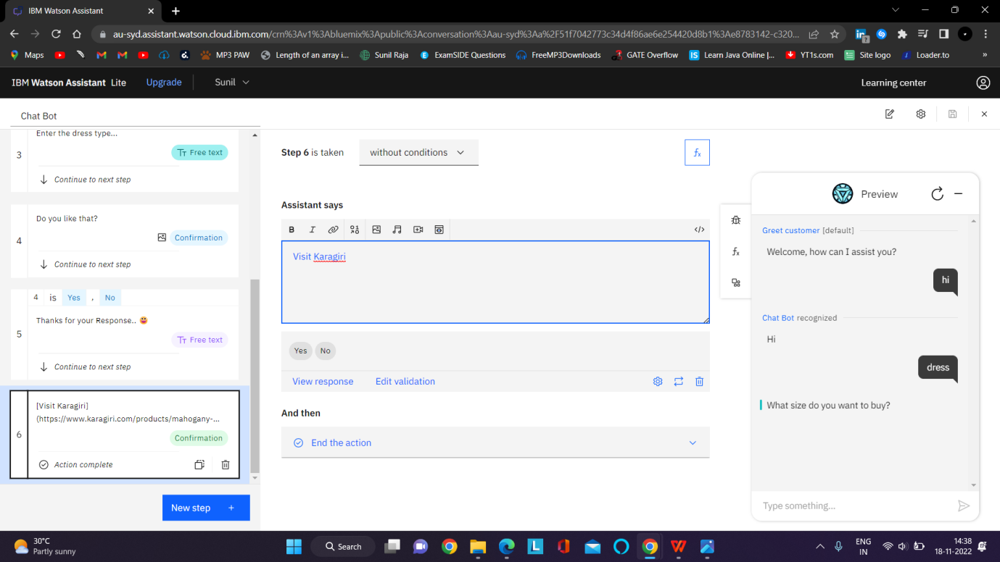 IBM Watson Assistant
au-syd.assistant.watson.cloud.ibm.com/crn%3Av1%3Abluemix%3Apublic%3Aconversation%3Aau-syd%3Aa%2F51f7042773c34d4f86ae6e254420d8b1%3Ae8783142-c320...
Maps
MP3 PAW
Length of an array i...
Sunil Raja
ExamSIDE Questions
FreeMP3Downloads
GATE Overflow
IS Learn Java Online |...
YT1s.com
Site logo
Loader.to
»
IBM Watson Assistant Lite
Upgrade
Sunil
Learning center
Chat Bot
3
Enter the dress type...
Free text
Continue to next step
4
Do you like that?
Confirmation
Continue to next step
4 is Yes , No
5
Thanks for your Response.. 😃
Free text
Continue to next step
6
[Visit Karagiri]
(https://www.karagiri.com/products/mahogany-...
Confirmation
Action complete
New step +
Step 6 is taken
without conditions
fx
Assistant says
B I
</>
Visit Karagiri
Yes No
View response
Edit validation
And then
End the action
fx
Preview
Greet customer [default]
Welcome, how can I assist you?
hi
Chat Bot recognized
Hi
dress
What size do you want to buy?
Type something...
30°C
Partly sunny
Search
L
ENG
IN
14:38
18-11-2022